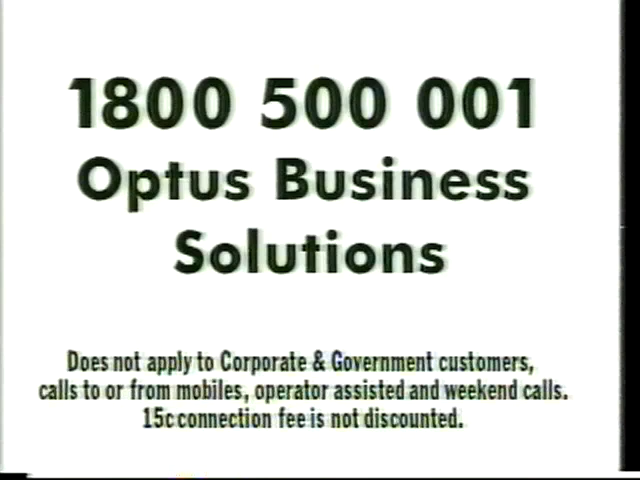 1800 500 001
Optus Business
Solutions
Does not apply to Corporate & Government customers,
calls to or from mobiles, operator assisted and weekend calls.
15c connection fee is not discounted.